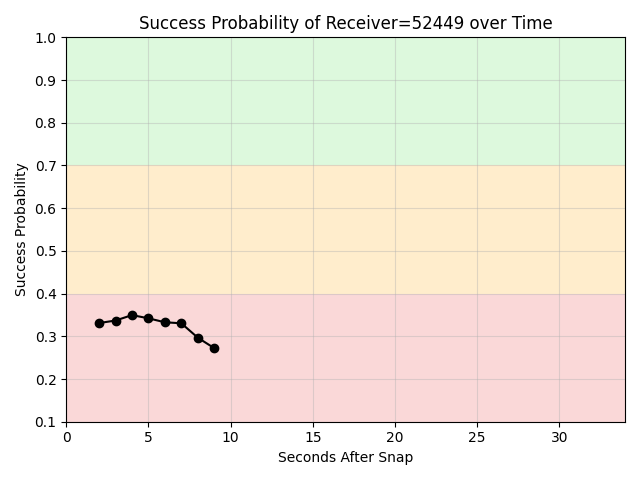 Success Probability of Receiver=52449 over Time
1.0
0.9
0.8
0.7
0.6
0.5
0.4
0.3
0.2
0.1
Success Probability
0 5 10 15 20 25 30
Seconds After Snap